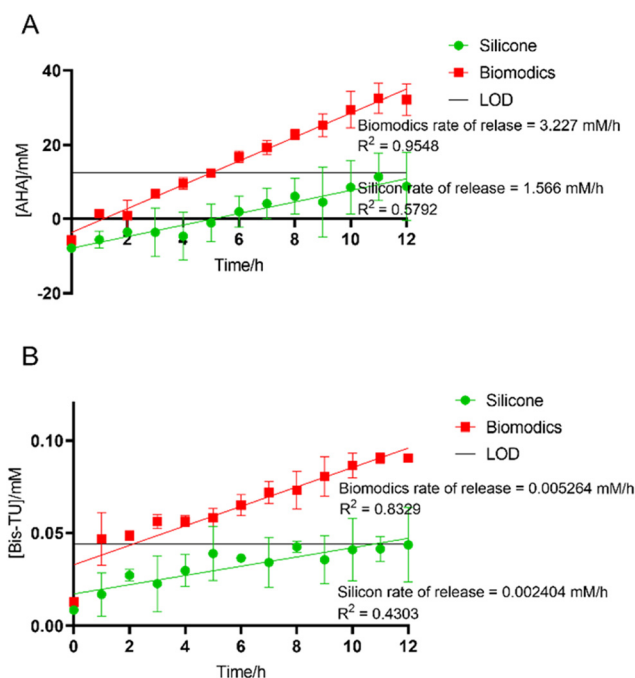 A
Silicone
Biomodics
LOD
40
20
0
-20
[AHA]/mM
Biomodics rate of relase = 3.227 mM/h
R² = 0.9548
Silicon rate of release = 1.566 mM/h
R² = 0.5792
0 2 4 6 8 10 12
Time/h
B
Silicone
Biomodics
LOD
0.10
0.05
0.00
[Bis-TU]/mM
Biomodics rate of release = 0.005264 mM/h
R² = 0.8329
Silicon rate of release = 0.002404 mM/h
R² = 0.4303
0 2 4 6 8 10 12
Time/h